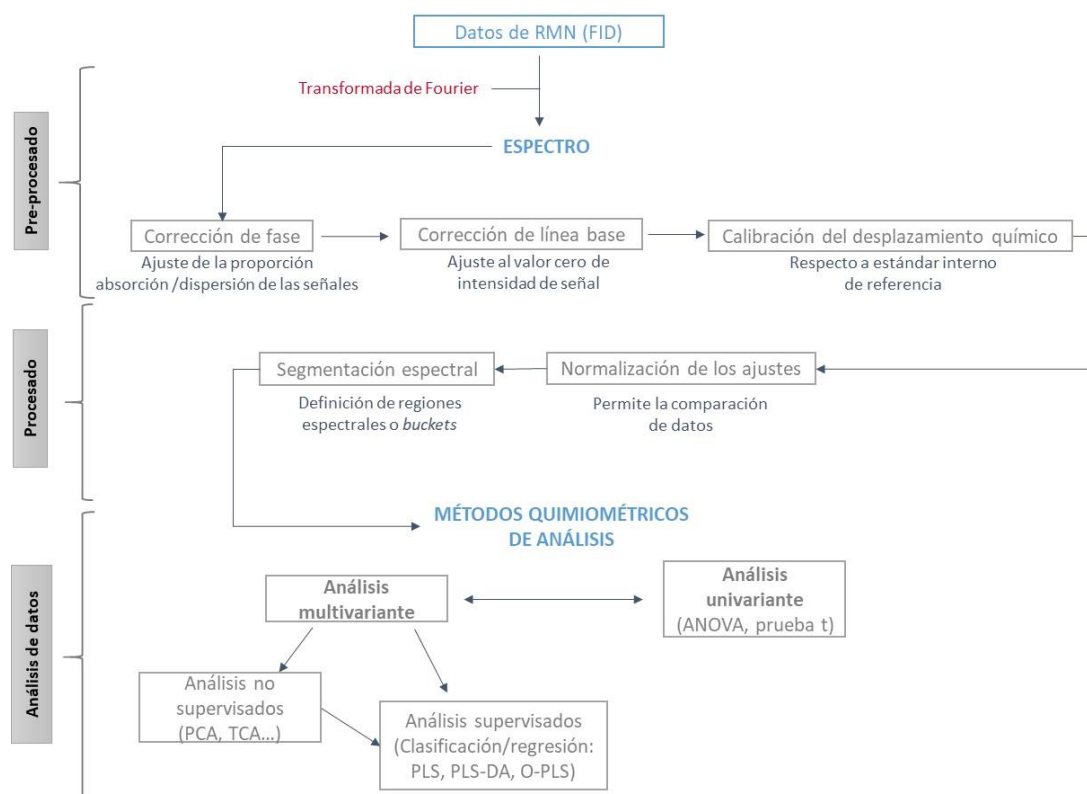 Datos de RMN (FID)
Transformada de Fourier
ESPECTRO
Pre-procesado
Corrección de fase
Ajuste de la proporción
absorción /dispersión de las señales
Corrección de línea base
Ajuste al valor cero de
intensidad de señal
Calibración del desplazamiento químico
Respecto a estándar interno
de referencia
Procesado
Segmentación espectral
Definición de regiones
espectrales o buckets
Normalización de los ajustes
Permite la comparación
de datos
MÉTODOS QUIMIOMÉTRICOS
DE ANÁLISIS
Análisis de datos
Análisis
multivariante
Análisis
univariante
(ANOVA, prueba t)
Análisis no
supervisados
(PCA, TCA...)
Análisis supervisados
(Clasificación/regresión:
PLS, PLS-DA, O-PLS)